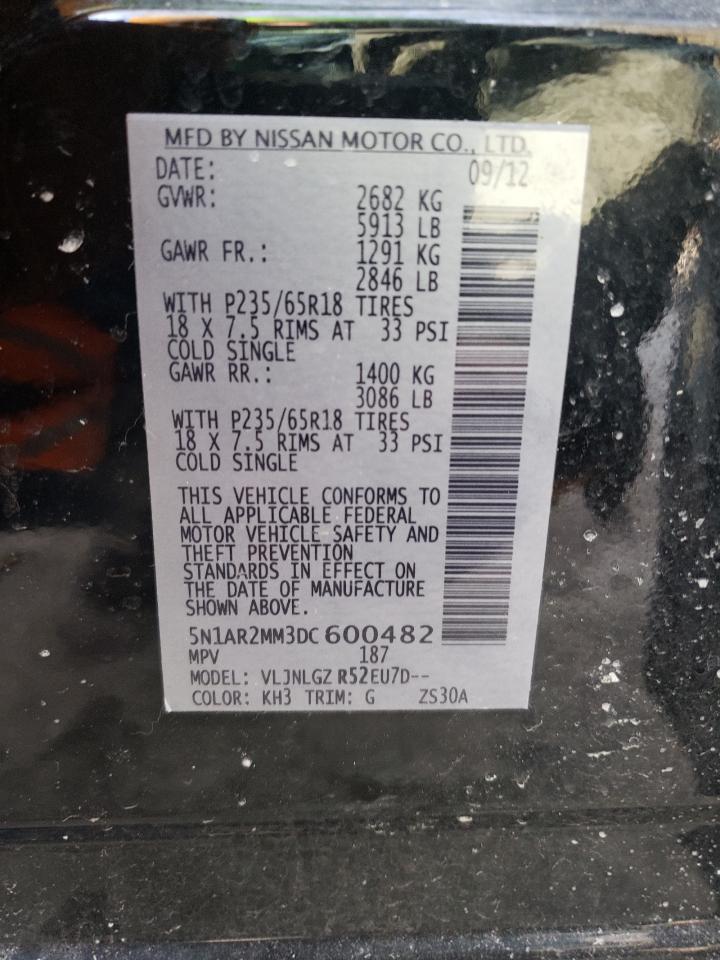 MFD BY NISSAN MOTOR CO., LTD.
DATE: 09/12
GVWR: 2682 KG
5913 LB
GAWR FR.: 1291 KG
2846 LB
WITH P235/65R18 TIRES
18 X 7.5 RIMS AT 33 PSI
COLD SINGLE
GAWR RR.: 1400 KG
3086 LB
WITH P235/65R18 TIRES
18 X 7.5 RIMS AT 33 PSI
COLD SINGLE
THIS VEHICLE CONFORMS TO
ALL APPLICABLE FEDERAL
MOTOR VEHICLE SAFETY AND
THEFT PREVENTION
STANDARDS IN EFFECT ON
THE DATE OF MANUFACTURE
SHOWN ABOVE.
5N1AR2MM3DC600482
MPV 187
MODEL: VLJNLGZ R52EU7D--
COLOR: KH3 TRIM: G ZS30A